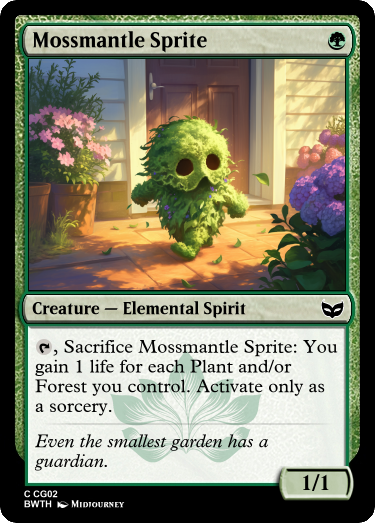 Mossmantle Sprite
Creature — Elemental Spirit
, Sacrifice Mossmantle Sprite: You
gain 1 life for each Plant and/or
Forest you control. Activate only as
a sorcery.
Even the smallest garden has a
guardian.
1/1
C CG02
BWTH Midjourney